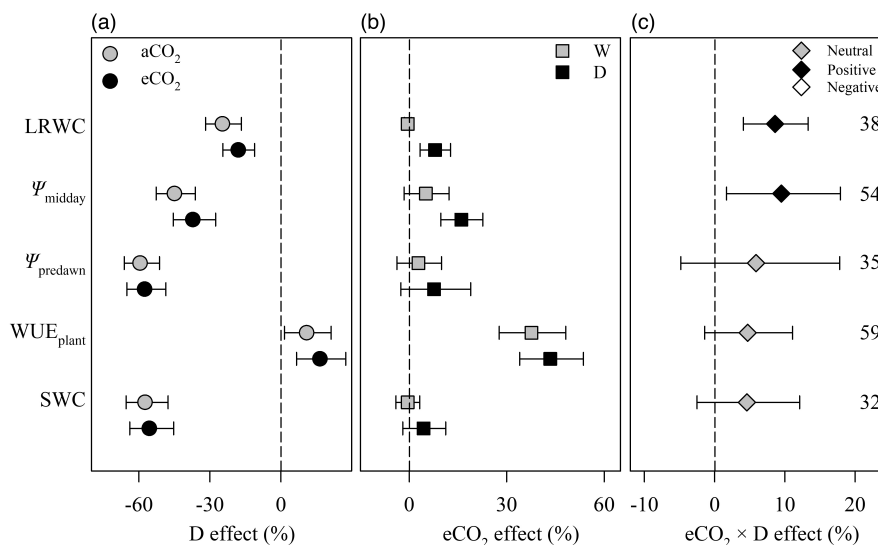 (a) (b) (c)
aCO₂
eCO₂
W
D
Neutral
Positive
Negative
LRWC 38
Ψmidday 54
Ψpredawn 35
WUEplant 59
SWC 32
-60 -30 0 0 30 60 -10 0 10 20
D effect (%) eCO₂ effect (%) eCO₂ × D effect (%)